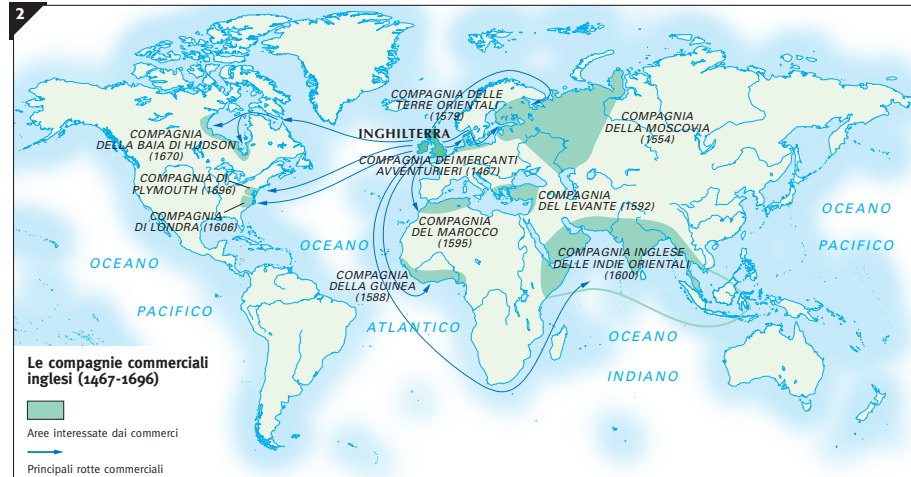 2
COMPAGNIA DELLE
TERRE ORIENTALI
(1579)
COMPAGNIA
DELLA MOSCOVIA
(1554)
INGHILTERRA
COMPAGNIA
DELLA BAIA DI HUDSON
(1670)
COMPAGNIA DEI MERCANTI
AVVENTURIERI (1467)
COMPAGNIA DI
PLYMOUTH (1696)
COMPAGNIA
DI LONDRA (1606)
COMPAGNIA
DEL LEVANTE (1592)
COMPAGNIA
DEL MAROCCO
(1595)
COMPAGNIA INGLESE
DELLE INDIE ORIENTALI
(1600)
COMPAGNIA
DELLA GUINEA
(1588)
OCEANO
PACIFICO
OCEANO
ATLANTICO
OCEANO
INDIANO
OCEANO
PACIFICO
Le compagnie commerciali
inglesi (1467-1696)
Aree interessate dai commerci
Principali rotte commerciali